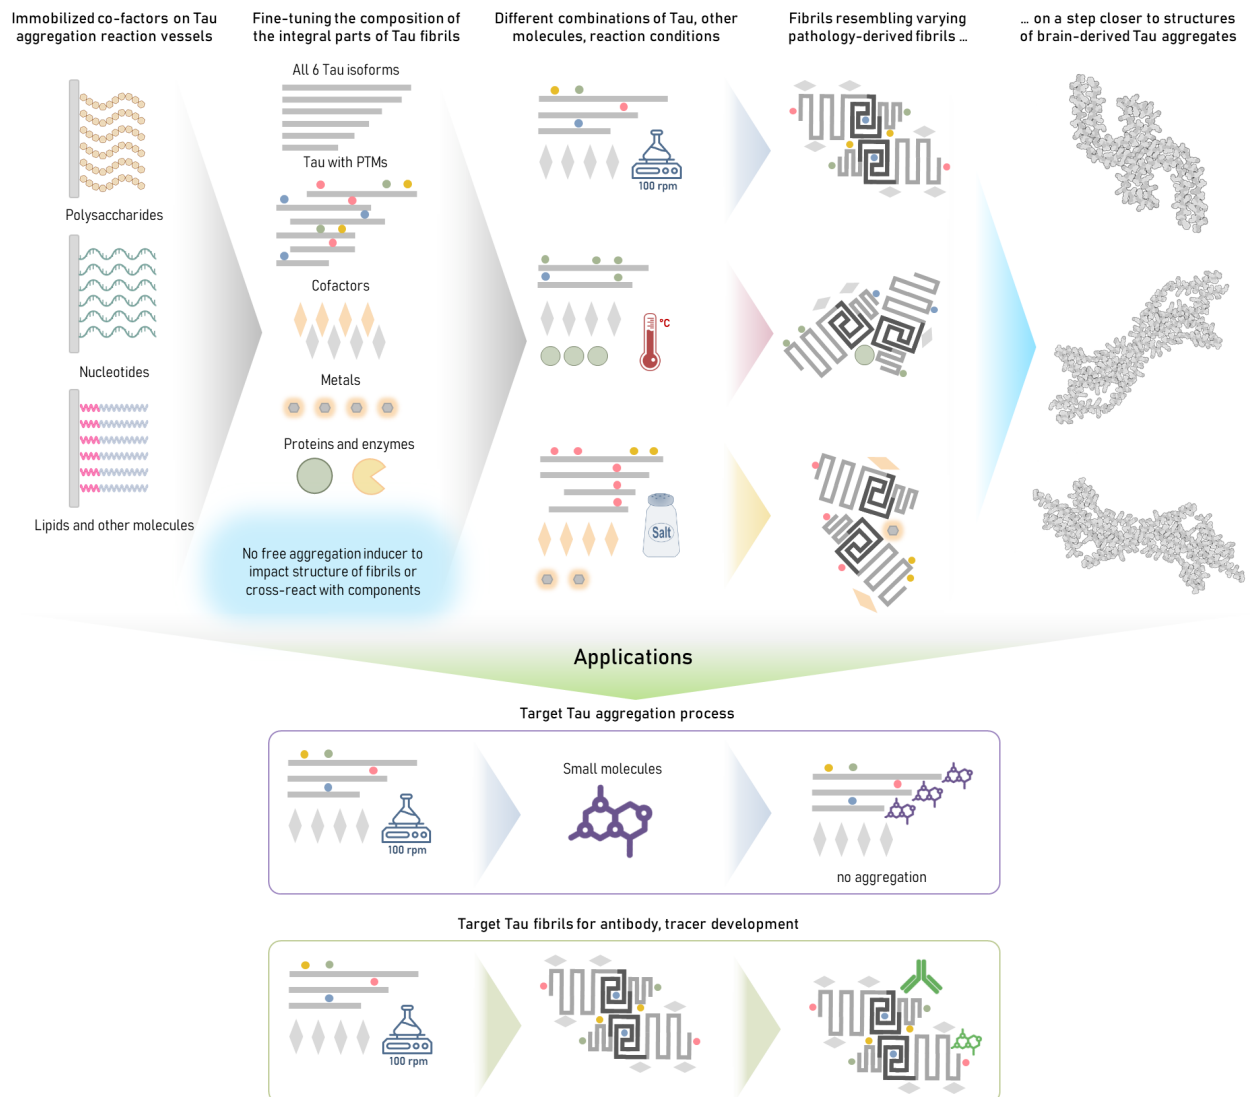 Immobilized co-factors on Tau
aggregation reaction vessels
Fine-tuning the composition of
the integral parts of Tau fibrils
Different combinations of Tau, other
molecules, reaction conditions
Fibrils resembling varying
pathology-derived fibrils ...
... on a step closer to structures
of brain-derived Tau aggregates
Polysaccharides
Nucleotides
Lipids and other molecules
All 6 Tau isoforms
Tau with PTMs
Cofactors
Metals
Proteins and enzymes
No free aggregation inducer to
impact structure of fibrils or
cross-react with components
100 rpm
°C
Salt
Applications
Target Tau aggregation process
100 rpm
Small molecules
no aggregation
Target Tau fibrils for antibody, tracer development
100 rpm